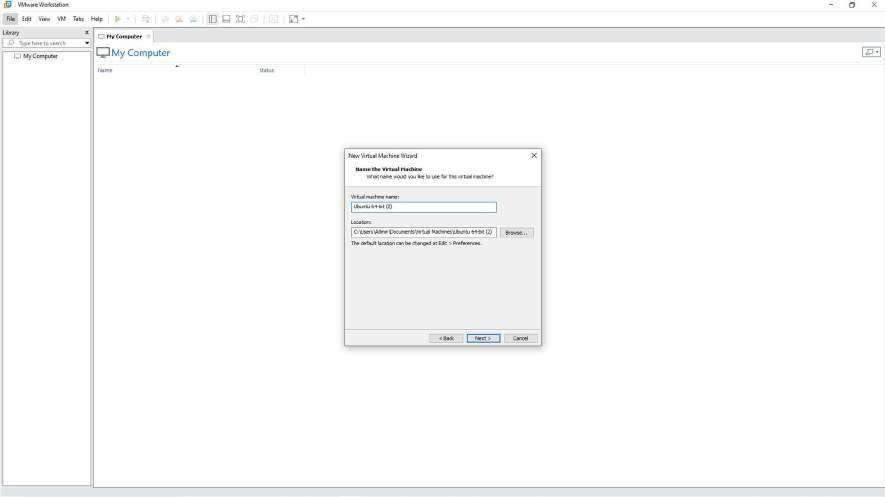 VMware Workstation
File Edit View VM Tabs Help
Library
Type here to search
My Computer
My Computer
My Computer
Name Status
New Virtual Machine Wizard
Name the Virtual Machine
What name would you like to use for this virtual machine?
Virtual machine name:
Ubuntu 64-bit (2)
Location:
C:\Users\Admin\Documents\Virtual Machines\Ubuntu 64-bit (2) Browse...
The default location can be changed at Edit > Preferences.
< Back Next > Cancel